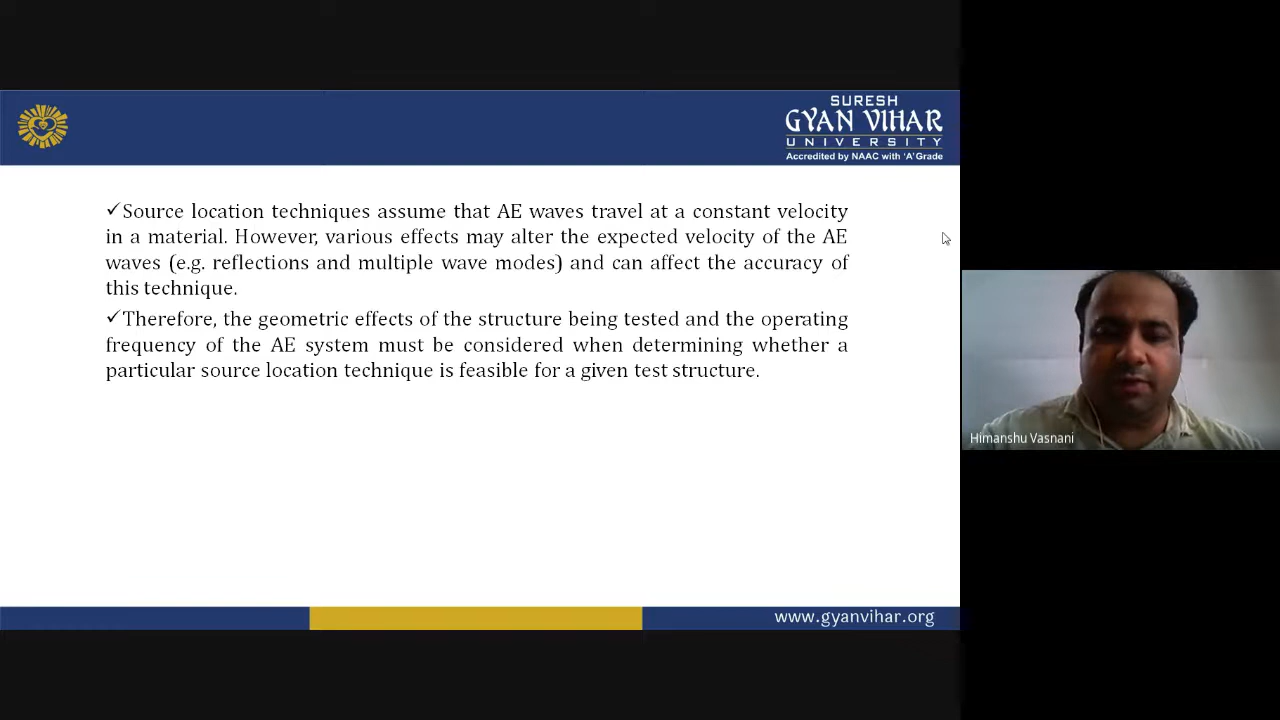 SURESH
GYAN VIHAR
UNIVERSITY
Accredited by NAAC with 'A' Grade
✓Source location techniques assume that AE waves travel at a constant velocity
in a material. However, various effects may alter the expected velocity of the AE
waves (e.g. reflections and multiple wave modes) and can affect the accuracy of
this technique.
✓Therefore, the geometric effects of the structure being tested and the operating
frequency of the AE system must be considered when determining whether a
particular source location technique is feasible for a given test structure.
Himanshu Vasnani
www.gyanvihar.org